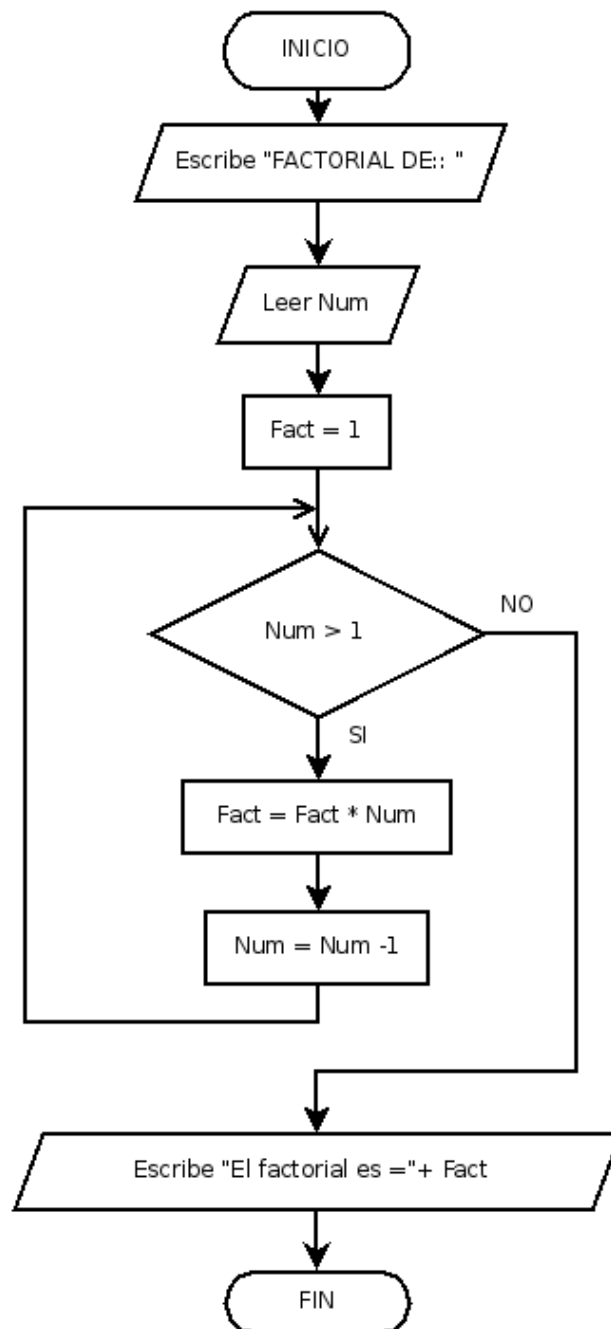 INICIO
Escribe "FACTORIAL DE:: "
Leer Num
Fact = 1
Num > 1
NO
SI
Fact = Fact * Num
Num = Num -1
Escribe "El factorial es ="+ Fact
FIN